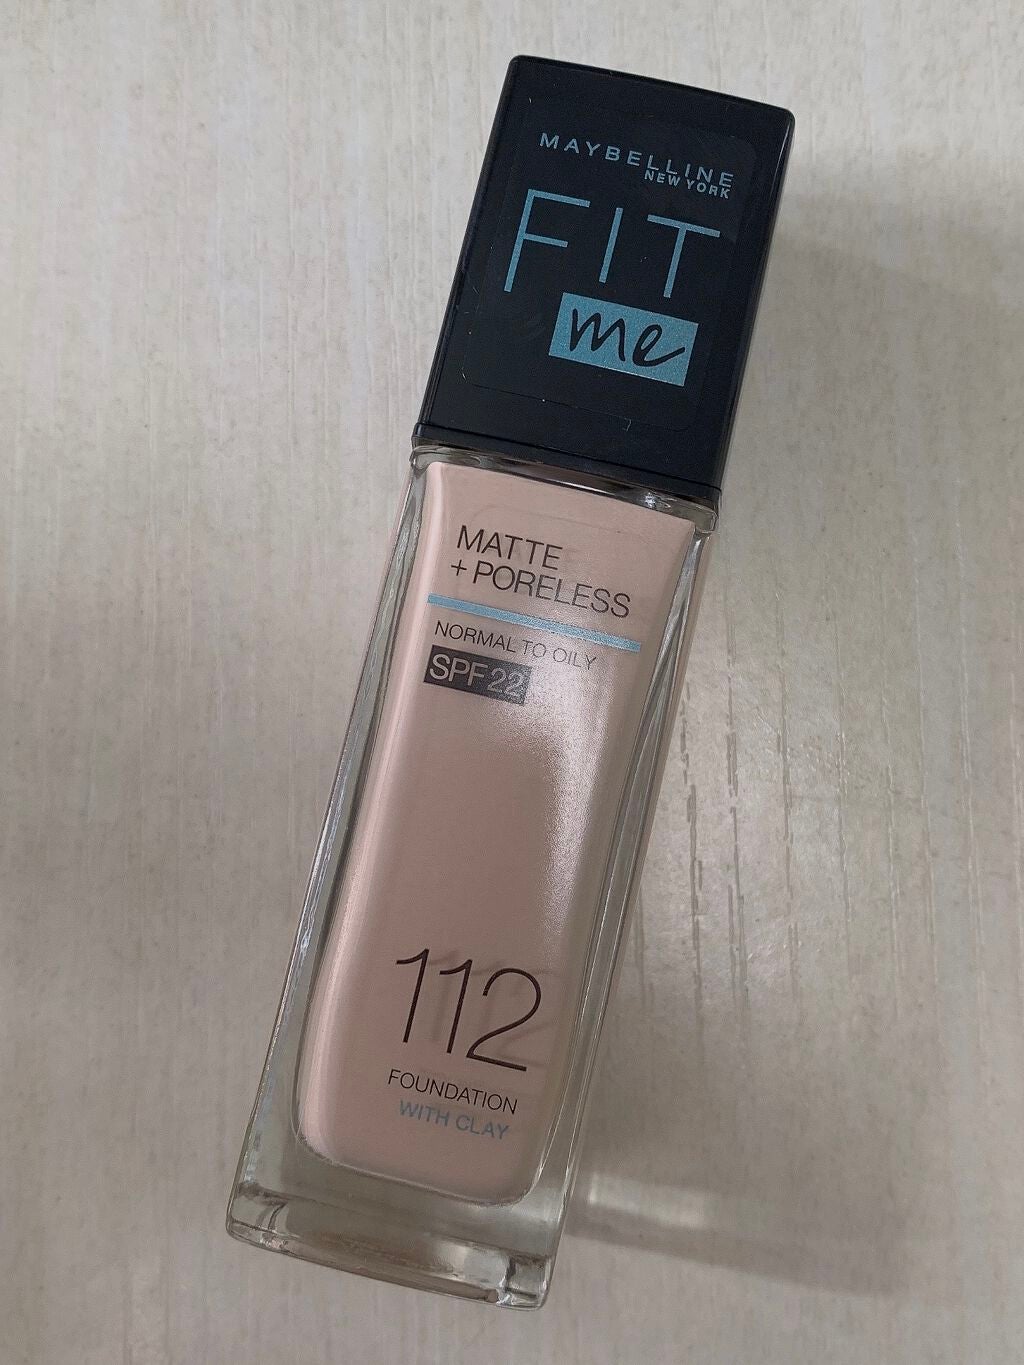 MAYBELLINE
NEW YORK
FIT
me
MATTE
+ PORELESS
NORMAL TO OILY
SPF 22
112
FOUNDATION
WITH CLAY